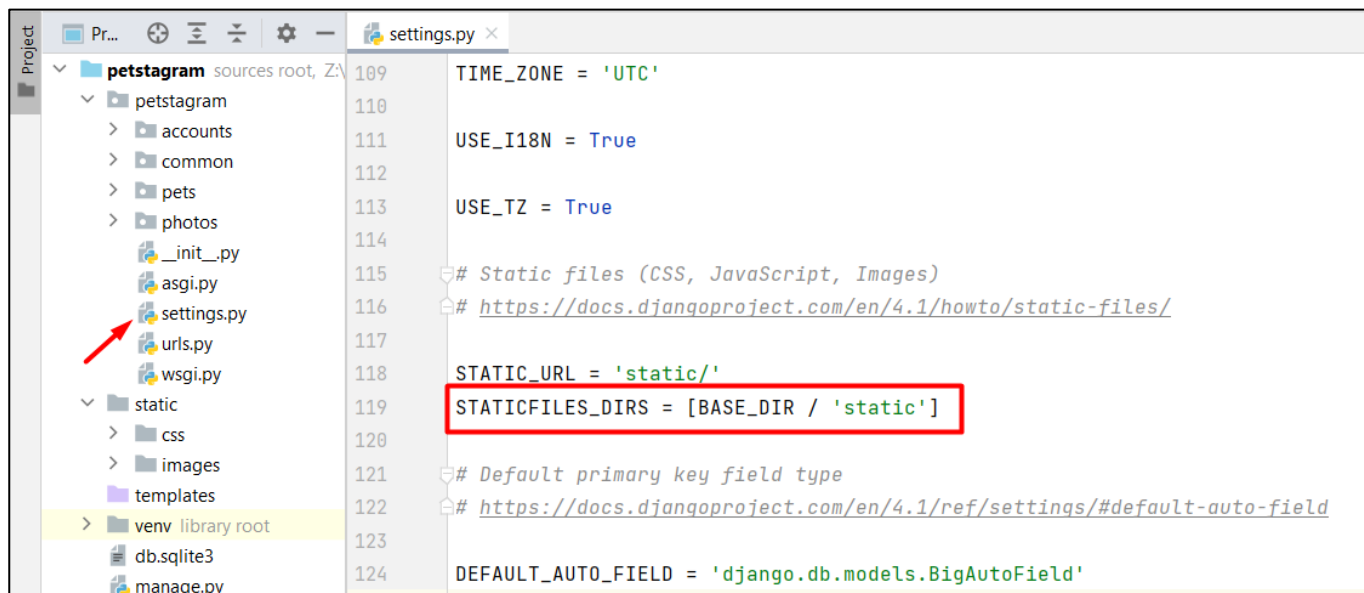 Project
Pr...
settings.py
petstagram sources root, Z:\
petstagram
accounts
common
pets
photos
__init__.py
asgi.py
settings.py
urls.py
wsgi.py
static
css
images
templates
venv library root
db.sqlite3
manage.py
109 TIME_ZONE = 'UTC'
110
111 USE_I18N = True
112
113 USE_TZ = True
114
115 # Static files (CSS, JavaScript, Images)
116 # https://docs.djangoproject.com/en/4.1/howto/static-files/
117
118 STATIC_URL = 'static/'
119 STATICFILES_DIRS = [BASE_DIR / 'static']
120
121 # Default primary key field type
122 # https://docs.djangoproject.com/en/4.1/ref/settings/#default-auto-field
123
124 DEFAULT_AUTO_FIELD = 'django.db.models.BigAutoField'